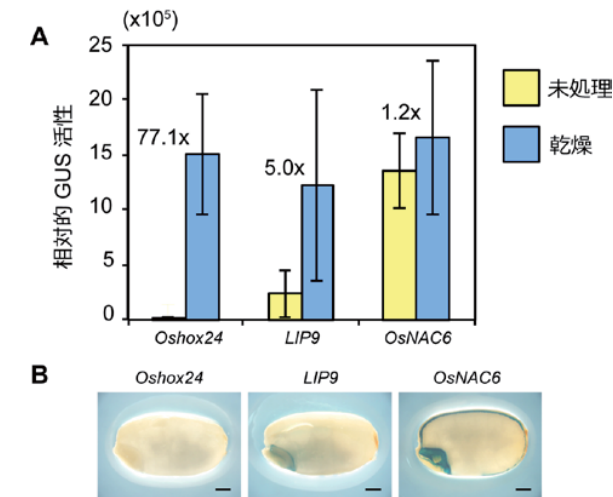 (x10⁵)
A
25
20
15
10
5
0
相対的 GUS 活性
77.1x
5.0x
1.2x
未処理
乾燥
Oshox24 LIP9 OsNAC6
B
Oshox24 LIP9 OsNAC6